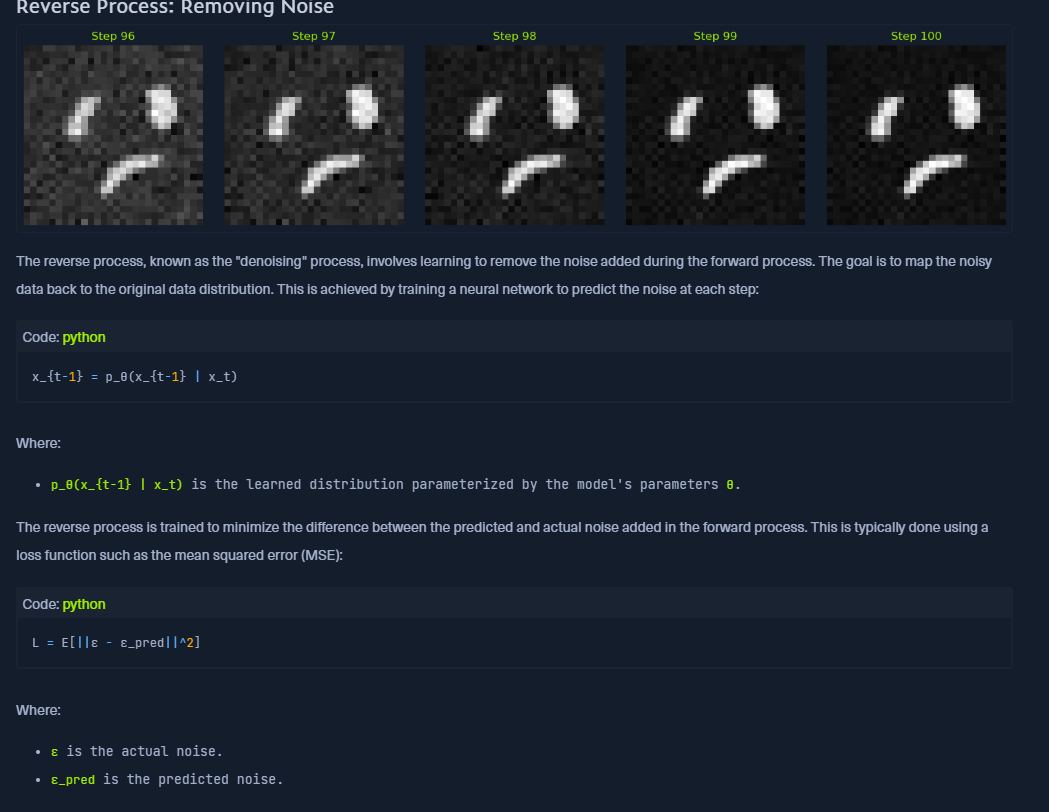 Reverse Process: Removing Noise
Step 96 Step 97 Step 98 Step 99 Step 100
The reverse process, known as the "denoising" process, involves learning to remove the noise added during the forward process. The goal is to map the noisy
data back to the original data distribution. This is achieved by training a neural network to predict the noise at each step:
Code: python
x_{t-1} = p_θ(x_{t-1} | x_t)
Where:
• p_θ(x_{t-1} | x_t) is the learned distribution parameterized by the model's parameters θ.
The reverse process is trained to minimize the difference between the predicted and actual noise added in the forward process. This is typically done using a
loss function such as the mean squared error (MSE):
Code: python
L = E[||ε - ε_pred||^2]
Where:
• ε is the actual noise.
• ε_pred is the predicted noise.